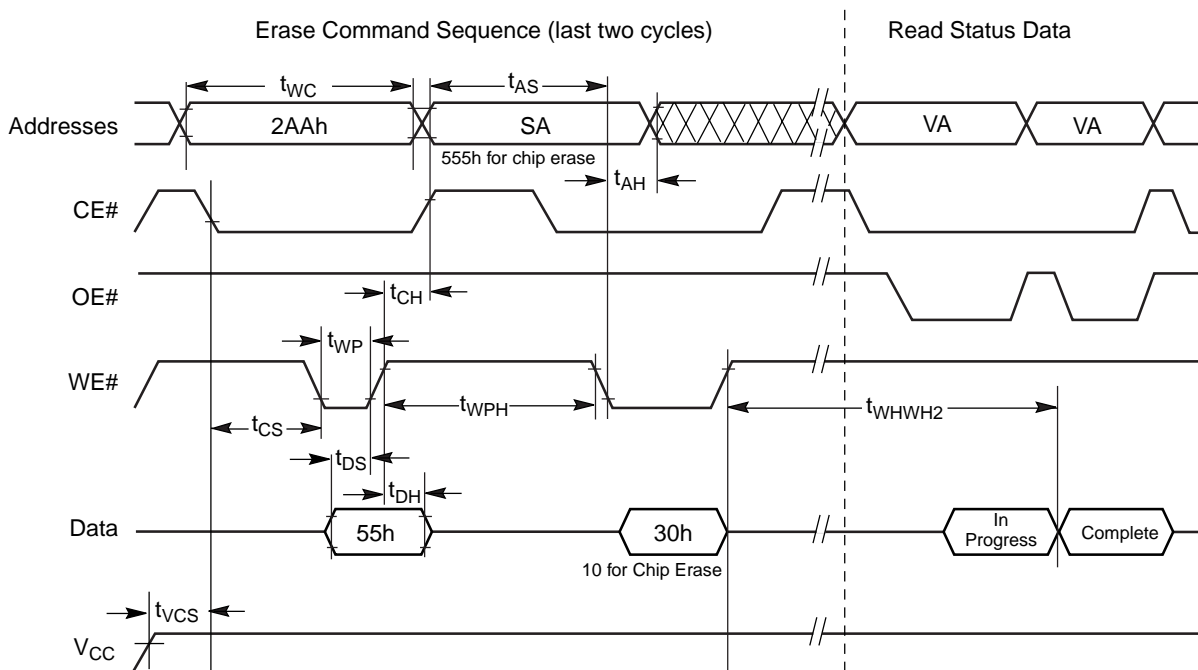 Erase Command Sequence (last two cycles)
Read Status Data
tWC
tAS
Addresses
2AAh
SA
VA
VA
555h for chip erase
tAH
CE#
OE#
tCH
tWP
WE#
tWPH
tWHWH2
tCS
tDS
tDH
Data
55h
30h
In
Progress
Complete
10 for Chip Erase
tVCS
VCC